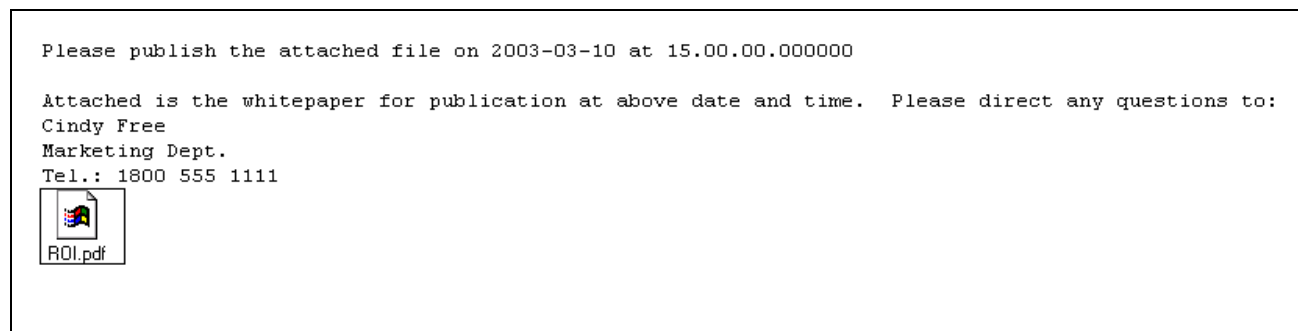 Please publish the attached file on 2003-03-10 at 15.00.00.000000
Attached is the whitepaper for publication at above date and time.  Please direct any questions to:
Cindy Free
Marketing Dept.
Tel.: 1800 555 1111
ROI.pdf